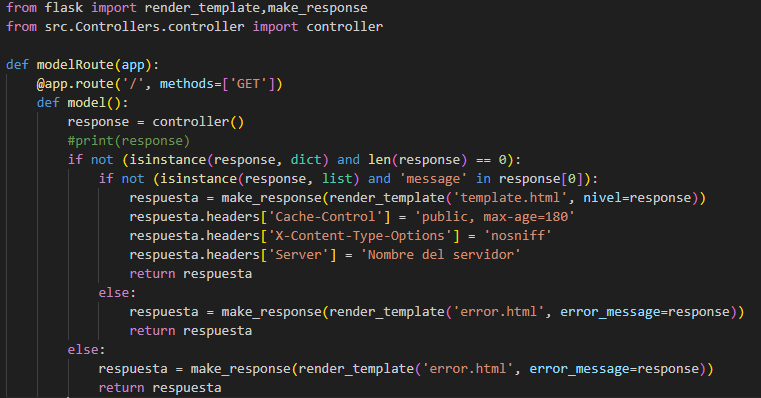 from flask import render_template,make_response
from src.Controllers.controller import controller

def modelRoute(app):
    @app.route('/', methods=['GET'])
    def model():
        response = controller()
        #print(response)
        if not (isinstance(response, dict) and len(response) == 0):
            if not (isinstance(response, list) and 'message' in response[0]):
                respuesta = make_response(render_template('template.html', nivel=response))
                respuesta.headers['Cache-Control'] = 'public, max-age=180'
                respuesta.headers['X-Content-Type-Options'] = 'nosniff'
                respuesta.headers['Server'] = 'Nombre del servidor'
                return respuesta
            else:
                respuesta = make_response(render_template('error.html', error_message=response))
                return respuesta
        else:
            respuesta = make_response(render_template('error.html', error_message=response))
            return respuesta